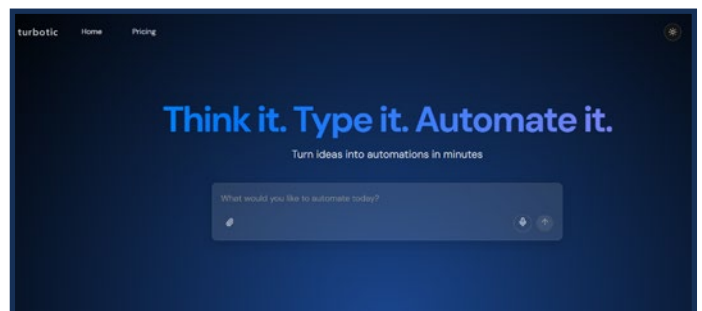 turbotic Home Pricing
Think it. Type it. Automate it.
Turn ideas into automations in minutes
What would you like to automate today?